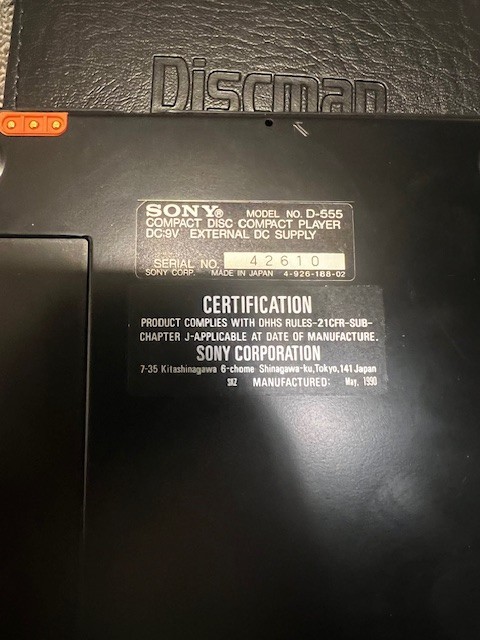 Discman
SONY® MODEL NO. D-555
COMPACT DISC COMPACT PLAYER
DC:9V EXTERNAL DC SUPPLY
SERIAL NO. 42610
SONY CORP. MADE IN JAPAN 4-926-188-02
CERTIFICATION
PRODUCT COMPLIES WITH DHHS RULES-21CFR-SUB-
CHAPTER J-APPLICABLE AT DATE OF MANUFACTURE.
SONY CORPORATION
7-35 Kitashinagawa 6-chome Shinagawa-ku,Tokyo,141 Japan
MANUFACTURED: May, 1990